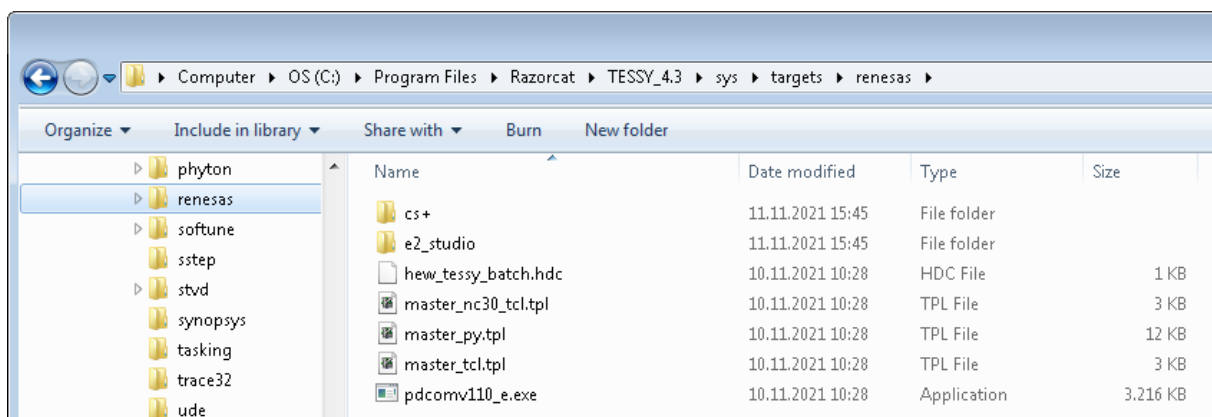 Computer OS (C:) Program Files Razorcat TESSY_4.3 sys targets renesas
Organize Include in library Share with Burn New folder
phyton
renesas
softune
sstep
stvd
synopsys
tasking
trace32
ude
Name Date modified Type Size
cs+ 11.11.2021 15:45 File folder
e2_studio 11.11.2021 15:45 File folder
hew_tessy_batch.hdc 10.11.2021 10:28 HDC File 1 KB
master_nc30_tcl.tpl 10.11.2021 10:28 TPL File 3 KB
master_py.tpl 10.11.2021 10:28 TPL File 12 KB
master_tcl.tpl 10.11.2021 10:28 TPL File 3 KB
pdcomv110_e.exe 10.11.2021 10:28 Application 3.216 KB